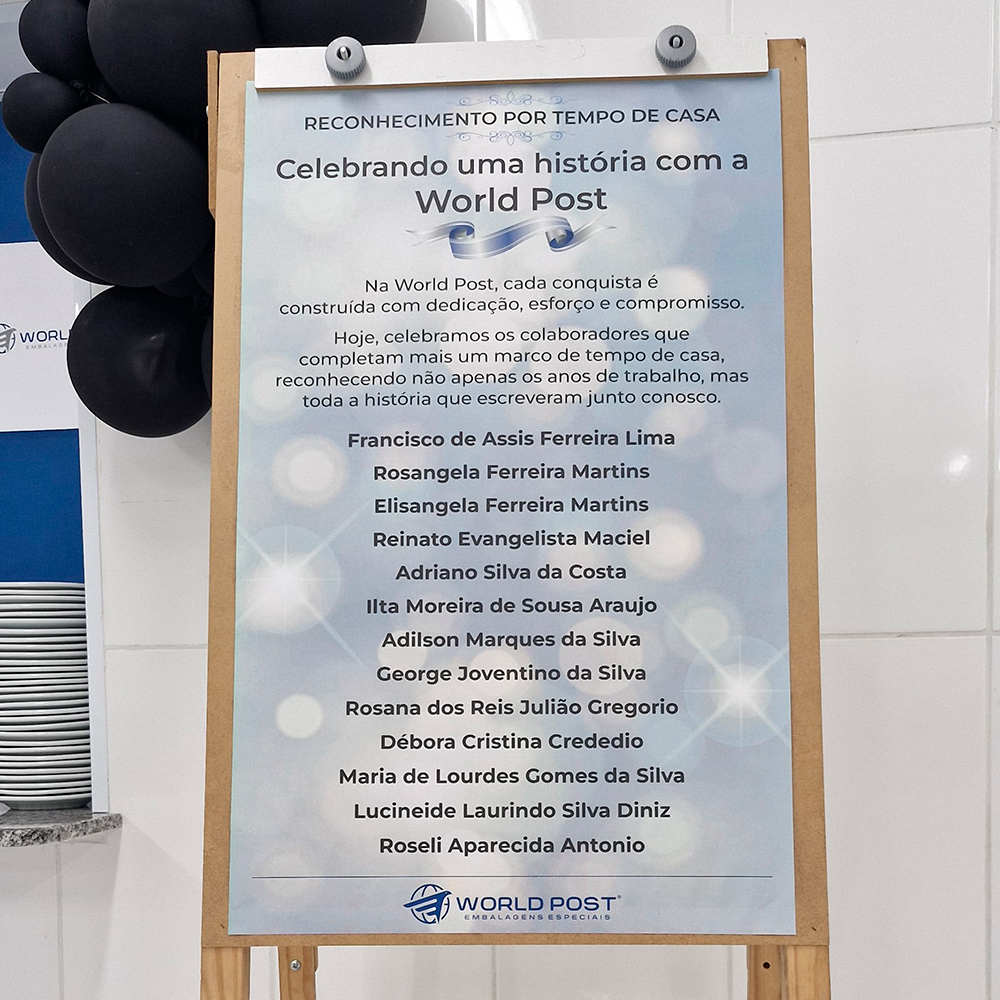 RECONHECIMENTO POR TEMPO DE CASA
Celebrando uma história com a
World Post
Na World Post, cada conquista é
construída com dedicação, esforço e compromisso.
Hoje, celebramos os colaboradores que
completam mais um marco de tempo de casa,
reconhecendo não apenas os anos de trabalho, mas
toda a história que escreveram junto conosco.
Francisco de Assis Ferreira Lima
Rosangela Ferreira Martins
Elisangela Ferreira Martins
Reinato Evangelista Maciel
Adriano Silva da Costa
Ilta Moreira de Sousa Araujo
Adilson Marques da Silva
George Joventino da Silva
Rosana dos Reis Julião Gregorio
Débora Cristina Crededio
Maria de Lourdes Gomes da Silva
Lucineide Laurindo Silva Diniz
Roseli Aparecida Antonio
WORLD POST®
EMBALAGENS ESPECIAIS